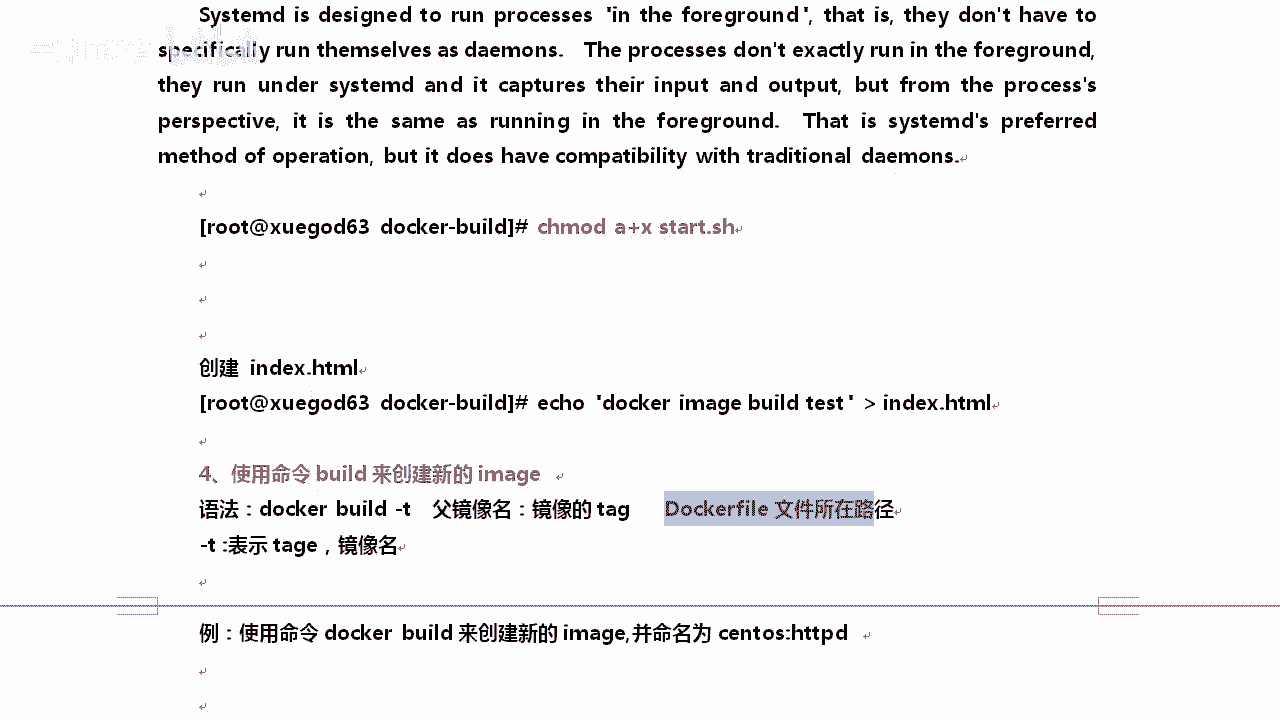 Systemd is designed to run processes 'in the foreground', that is, they don't have to
specifically run themselves as daemons. The processes don't exactly run in the foreground,
they run under systemd and it captures their input and output, but from the process's
perspective, it is the same as running in the foreground. That is systemd's preferred
method of operation, but it does have compatibility with traditional daemons.
[root@xuegod63 docker-build]# chmod a+x start.sh
创建 index.html
[root@xuegod63 docker-build]# echo 'docker image build test' > index.html
4、使用命令 build 来创建新的 image
语法：docker build -t 父镜像名：镜像的 tag Dockerfile 文件所在路径
-t :表示 tage，镜像名
例：使用命令 docker build 来创建新的 image,并命名为 centos:httpd